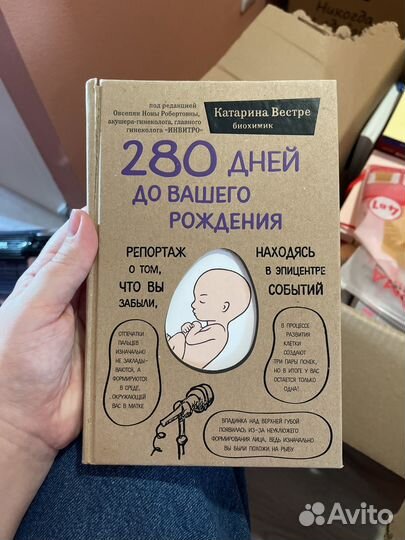 Никогда
под редакцией
Овсепян Ноны Робертовны,
акушера-гинеколога, главного
гинеколога «ИНВИТРО»
Катарина Вестре
биохимик
280 ДНЕЙ
ДО ВАШЕГО
РОЖДЕНИЯ
РЕПОРТАЖ
О ТОМ,
ЧТО ВЫ
ЗАБЫЛИ,
НАХОДЯСЬ
В ЭПИЦЕНТРЕ
СОБЫТИЙ
ОТПЕЧАТКИ
ПАЛЬЦЕВ
ИЗНАЧАЛЬНО
НЕ ЗАКЛАДЫ-
ВАЮТСЯ, А
ФОРМИРУЮТСЯ
В СРЕДЕ,
ОКРУЖАЮЩЕЙ
ВАС В МАТКЕ
В ПРОЦЕССЕ
РАЗВИТИЯ
КЛЕТКИ
СОЗДАЮТ
ТРИ ПАРЫ ПОЧЕК,
НО В ИТОГЕ У ВАС
ОСТАЕТСЯ ТОЛЬКО
ОДНА!
ВПАДИНКА НАД ВЕРХНЕЙ ГУБОЙ
ПОЯВИЛАСЬ ИЗ-ЗА НЕУКЛЮЖЕГО
ФОРМИРОВАНИЯ ЛИЦА, ВЕДЬ ИЗНАЧАЛЬНО
ВЫ БЫЛИ ПОХОЖИ НА РЫБУ
Avito